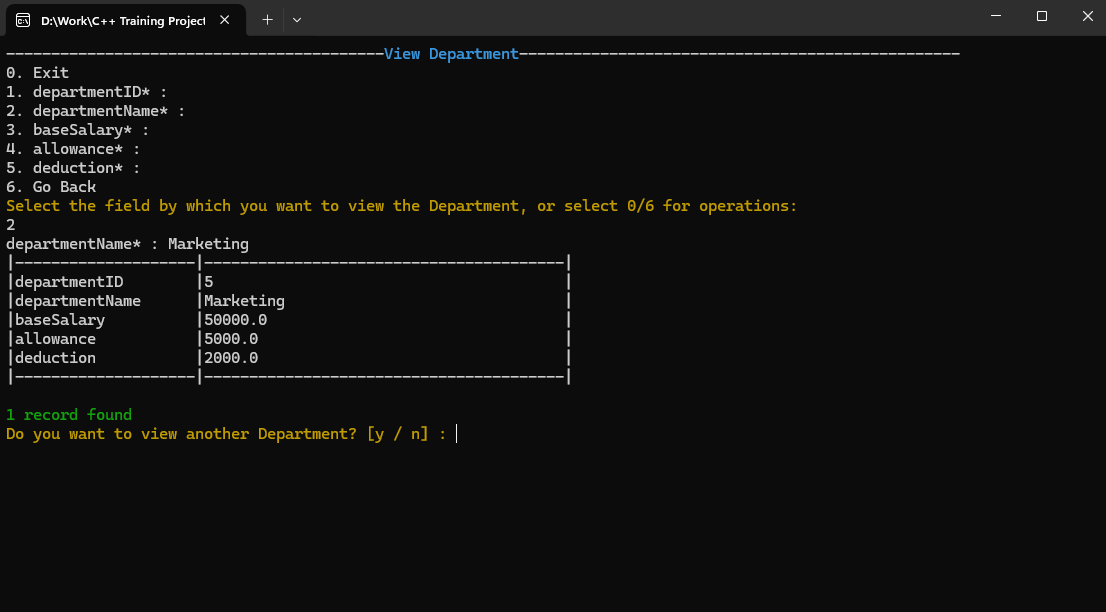 D:\Work\C++ Training Project
------------------------------------------View Department-------------------------------------------------
0. Exit
1. departmentID* :
2. departmentName* :
3. baseSalary* :
4. allowance* :
5. deduction* :
6. Go Back
Select the field by which you want to view the Department, or select 0/6 for operations:
2
departmentName* : Marketing
|--------------------|----------------------------------------|
|departmentID        |5                                       |
|departmentName      |Marketing                               |
|baseSalary          |50000.0                                 |
|allowance           |5000.0                                  |
|deduction           |2000.0                                  |
|--------------------|----------------------------------------|
1 record found
Do you want to view another Department? [y / n] :